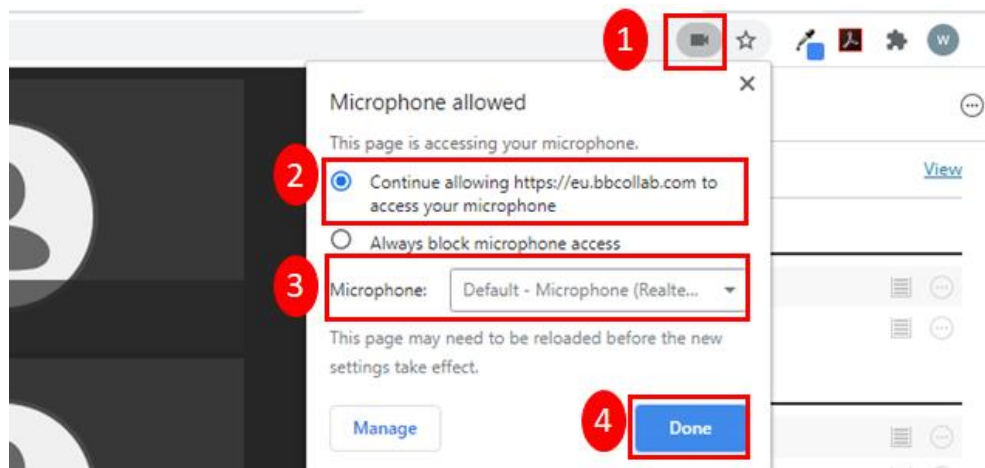 1
W
Microphone allowed
This page is accessing your microphone.
View
2
Continue allowing https://eu.bbcollab.com to
access your microphone
Always block microphone access
3
Microphone: Default - Microphone (Realte...
This page may need to be reloaded before the new
settings take effect.
Manage
4
Done